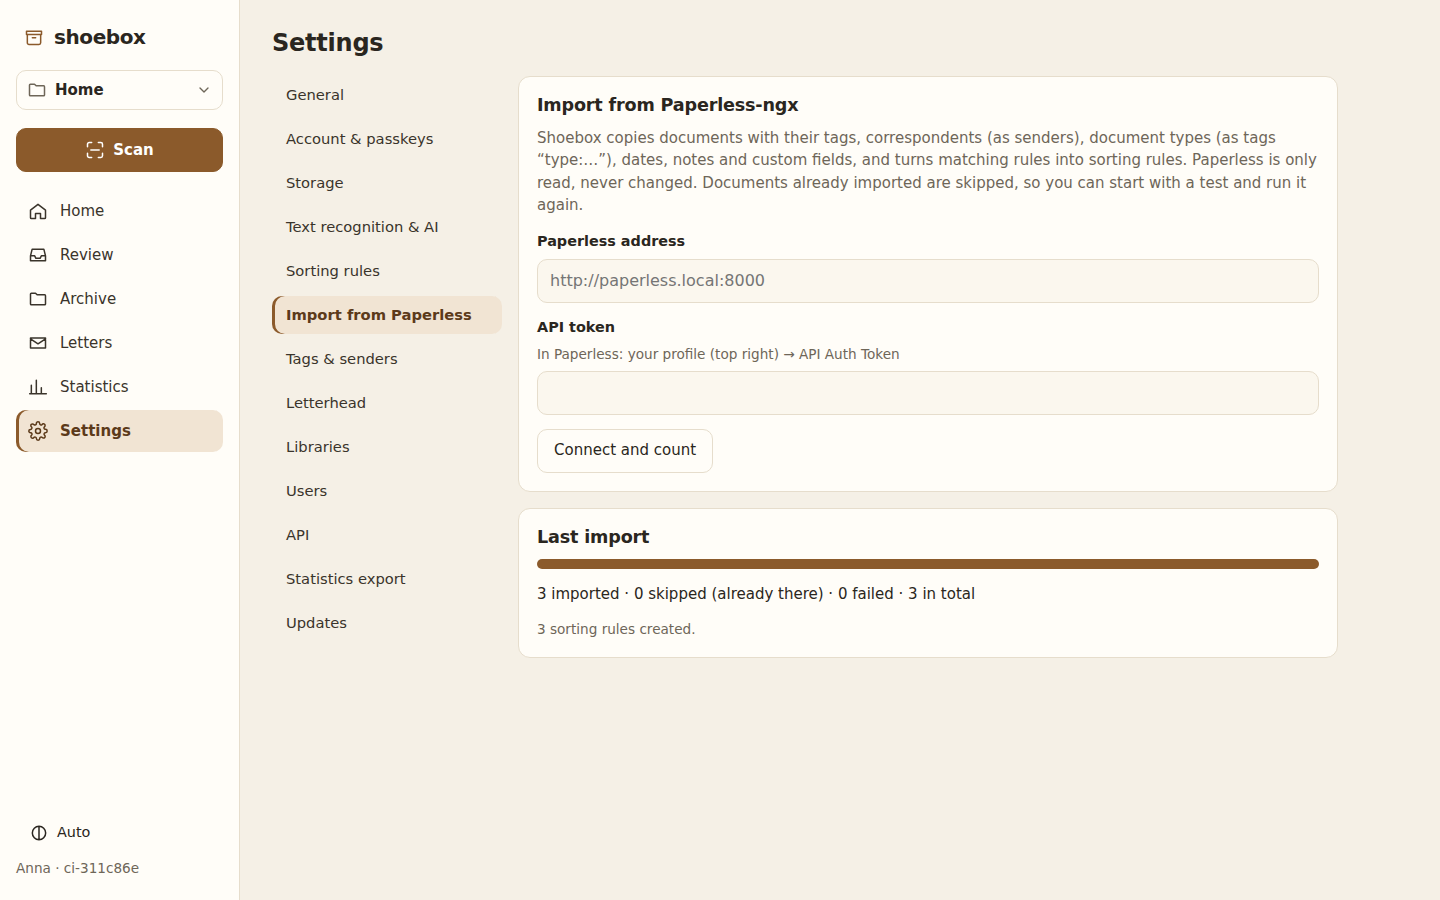 shoebox
Home
Scan
Home
Review
Archive
Letters
Statistics
Settings
Auto
Anna · ci-311c86e
Settings
General
Account & passkeys
Storage
Text recognition & AI
Sorting rules
Import from Paperless
Tags & senders
Letterhead
Libraries
Users
API
Statistics export
Updates
Import from Paperless-ngx
Shoebox copies documents with their tags, correspondents (as senders), document types (as tags
“type:…”), dates, notes and custom fields, and turns matching rules into sorting rules. Paperless is only
read, never changed. Documents already imported are skipped, so you can start with a test and run it
again.
Paperless address
http://paperless.local:8000
API token
In Paperless: your profile (top right) → API Auth Token
Connect and count
Last import
3 imported · 0 skipped (already there) · 0 failed · 3 in total
3 sorting rules created.